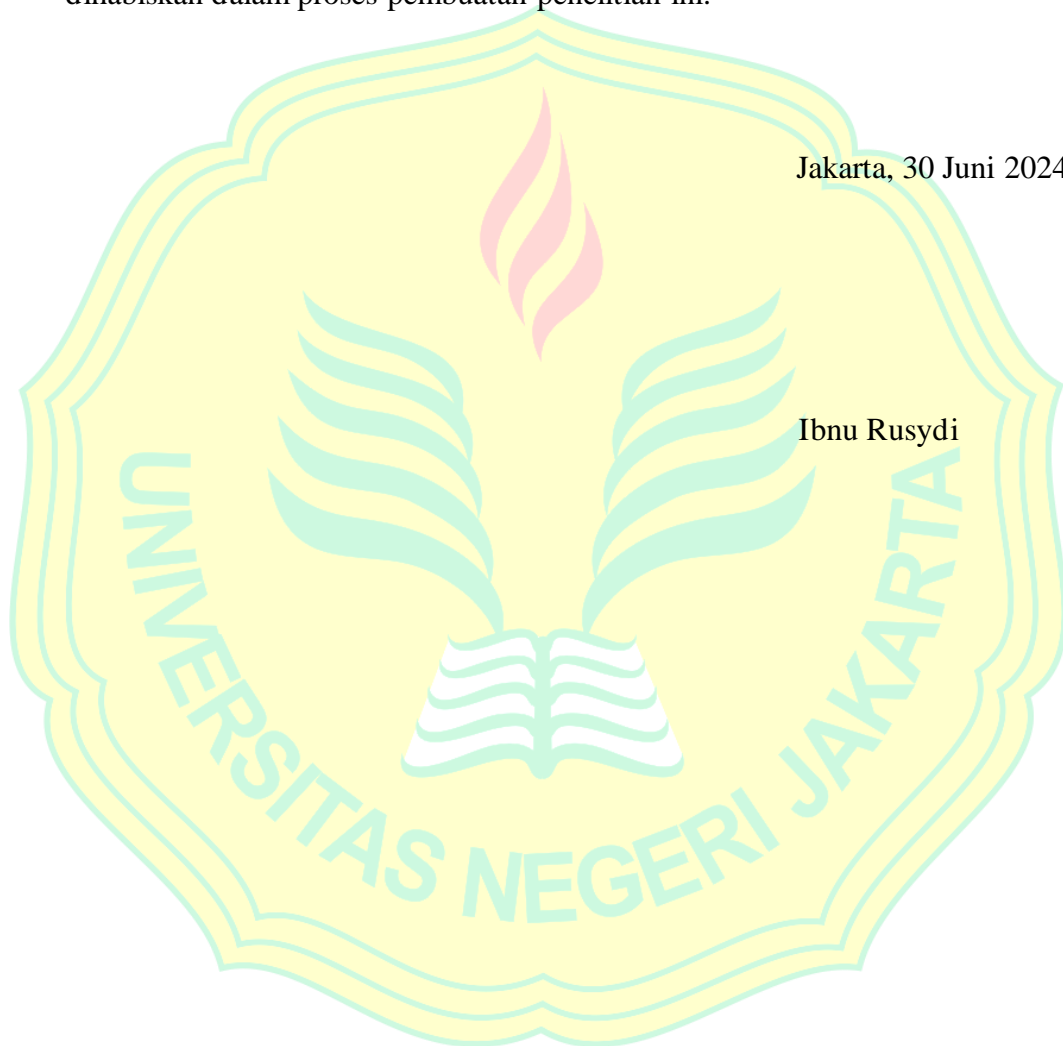 dihabiskan dalam proses pembuatan penelitian ini.
Jakarta, 30 Juni 2024
Ibnu Rusydi
UNIVERSITAS NEGERI JAKARTA